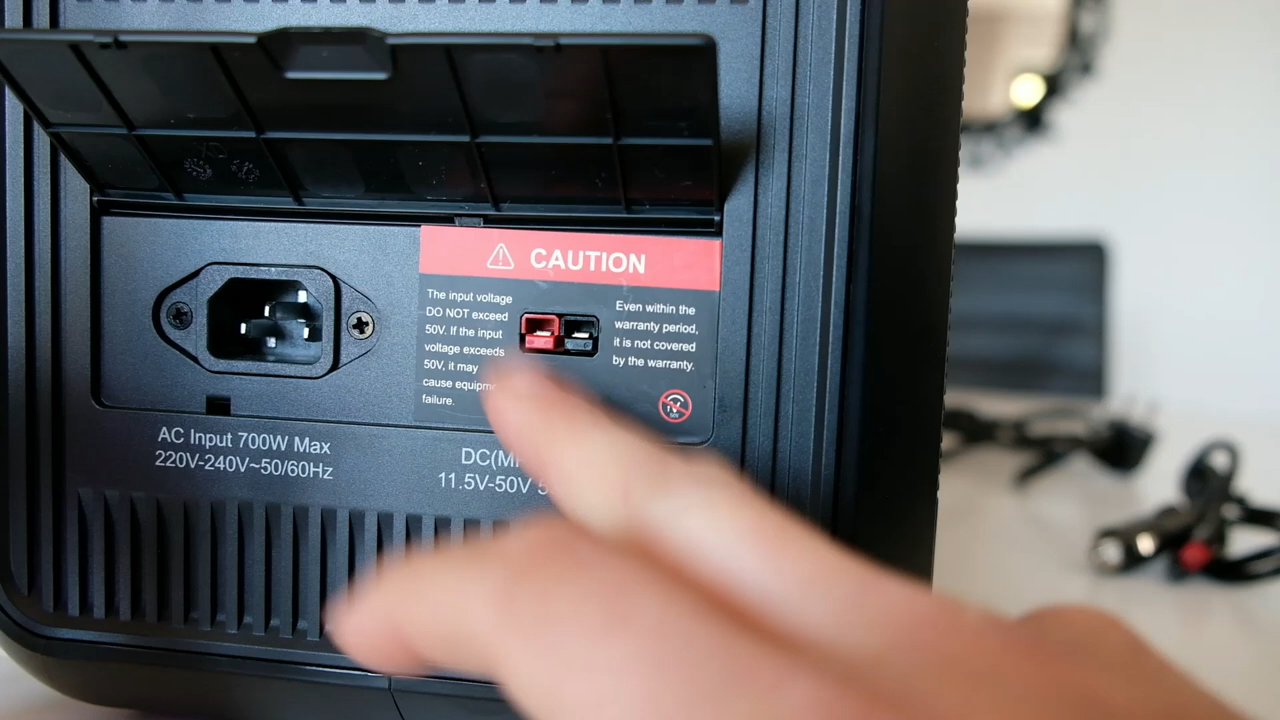 CAUTION
The input voltage
DO NOT exceed
50V. If the input
voltage exceeds
50V, it may
cause
failure.
Even within the
warranty period,
it is not covered
by the warranty.
50V
AC Input 700W Max
220V-240V~50/60Hz
11.5V-50V